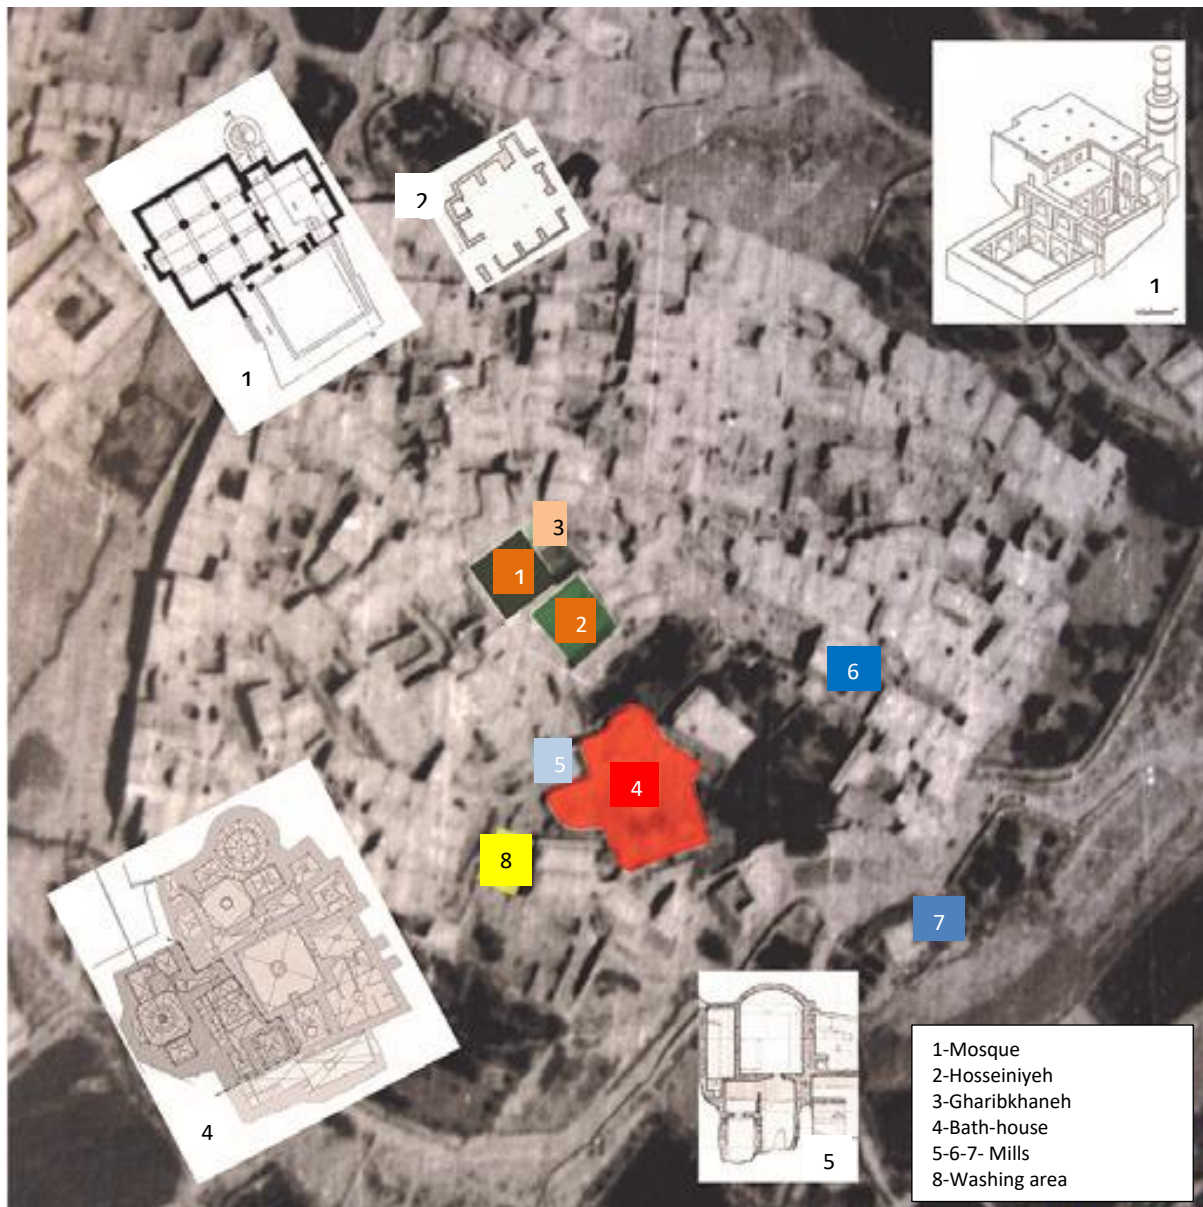 1
2
1
3
1
2
6
5
4
8
7
4
5
1-Mosque
2-Hosseiniyeh
3-Gharibkhaneh
4-Bath-house
5-6-7- Mills
8-Washing area